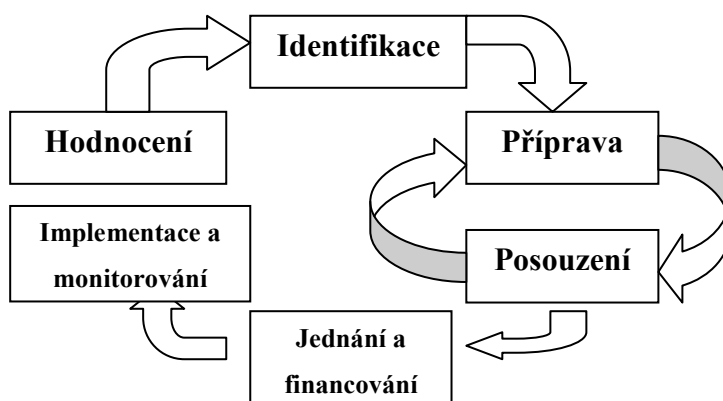 Identifikace
Hodnocení
Příprava
Implementace a
monitorování
Posouzení
Jednání a
financování